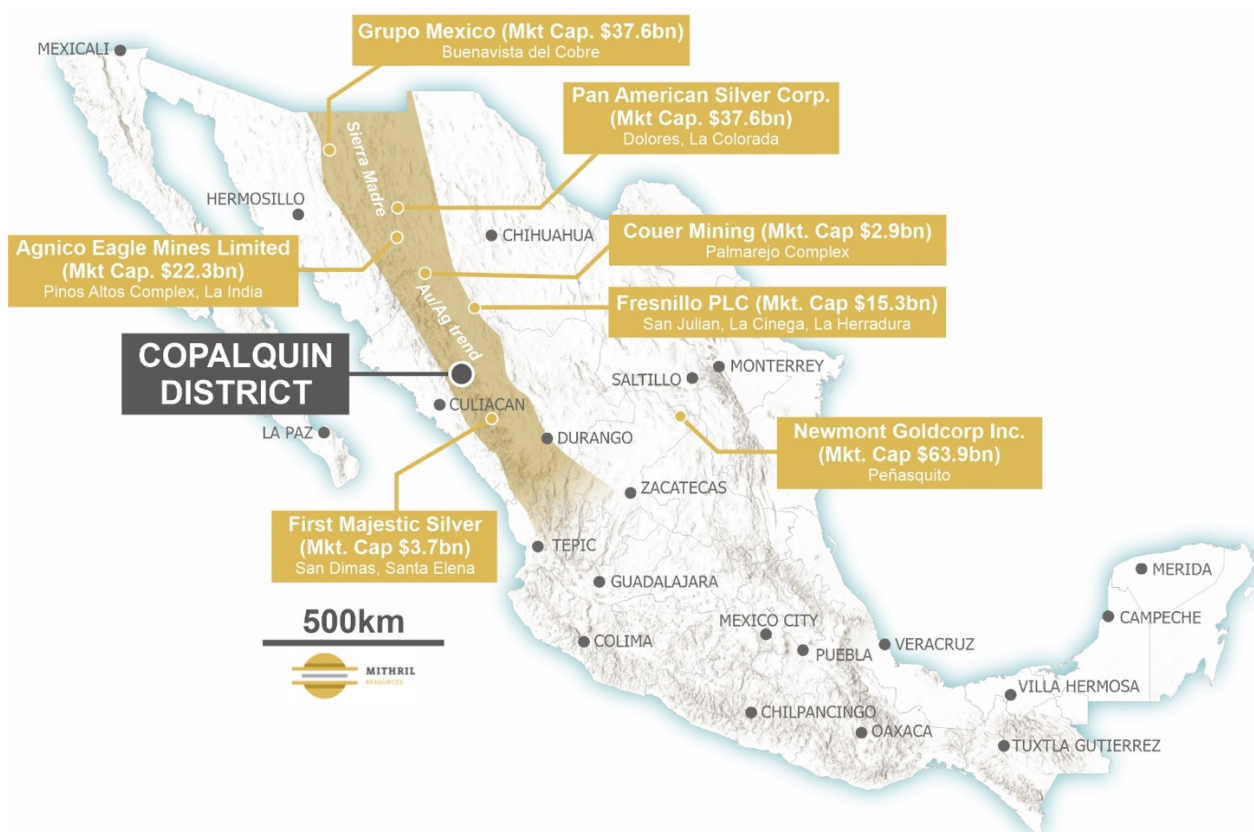 Grupo Mexico (Mkt Cap. $37.6bn)
Buenavista del Cobre
MEXICALI
Pan American Silver Corp.
(Mkt Cap. $37.6bn)
Dolores, La Colorada
Sierra Madre
HERMOSILLO
CHIHUAHUA
Couer Mining (Mkt. Cap $2.9bn)
Palmarejo Complex
Agnico Eagle Mines Limited
(Mkt Cap. $22.3bn)
Pinos Altos Complex, La India
Au/Ag trend
Fresnillo PLC (Mkt. Cap $15.3bn)
San Julian, La Cinega, La Herradura
COPALQUIN
DISTRICT
MONTERREY
SALTILLO
CULIACAN
LA PAZ
DURANGO
Newmont Goldcorp Inc.
(Mkt. Cap $63.9bn)
Peñasquito
ZACATECAS
First Majestic Silver
(Mkt. Cap $3.7bn)
San Dimas, Santa Elena
TEPIC
MERIDA
GUADALAJARA
500km
MEXICO CITY
CAMPECHE
COLIMA
VERACRUZ
PUEBLA
MITHRIL
RESOURCES
VILLA HERMOSA
CHILPANCINGO
OAXACA
TUXTLA GUTIERREZ